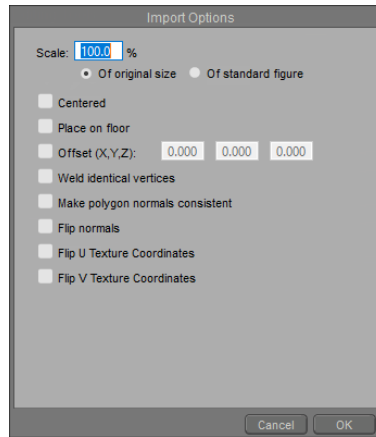 Import Options
Scale: 100.0 %
Of original size Of standard figure
Centered
Place on floor
Offset (X,Y,Z): 0.000 0.000 0.000
Weld identical vertices
Make polygon normals consistent
Flip normals
Flip U Texture Coordinates
Flip V Texture Coordinates
Cancel OK